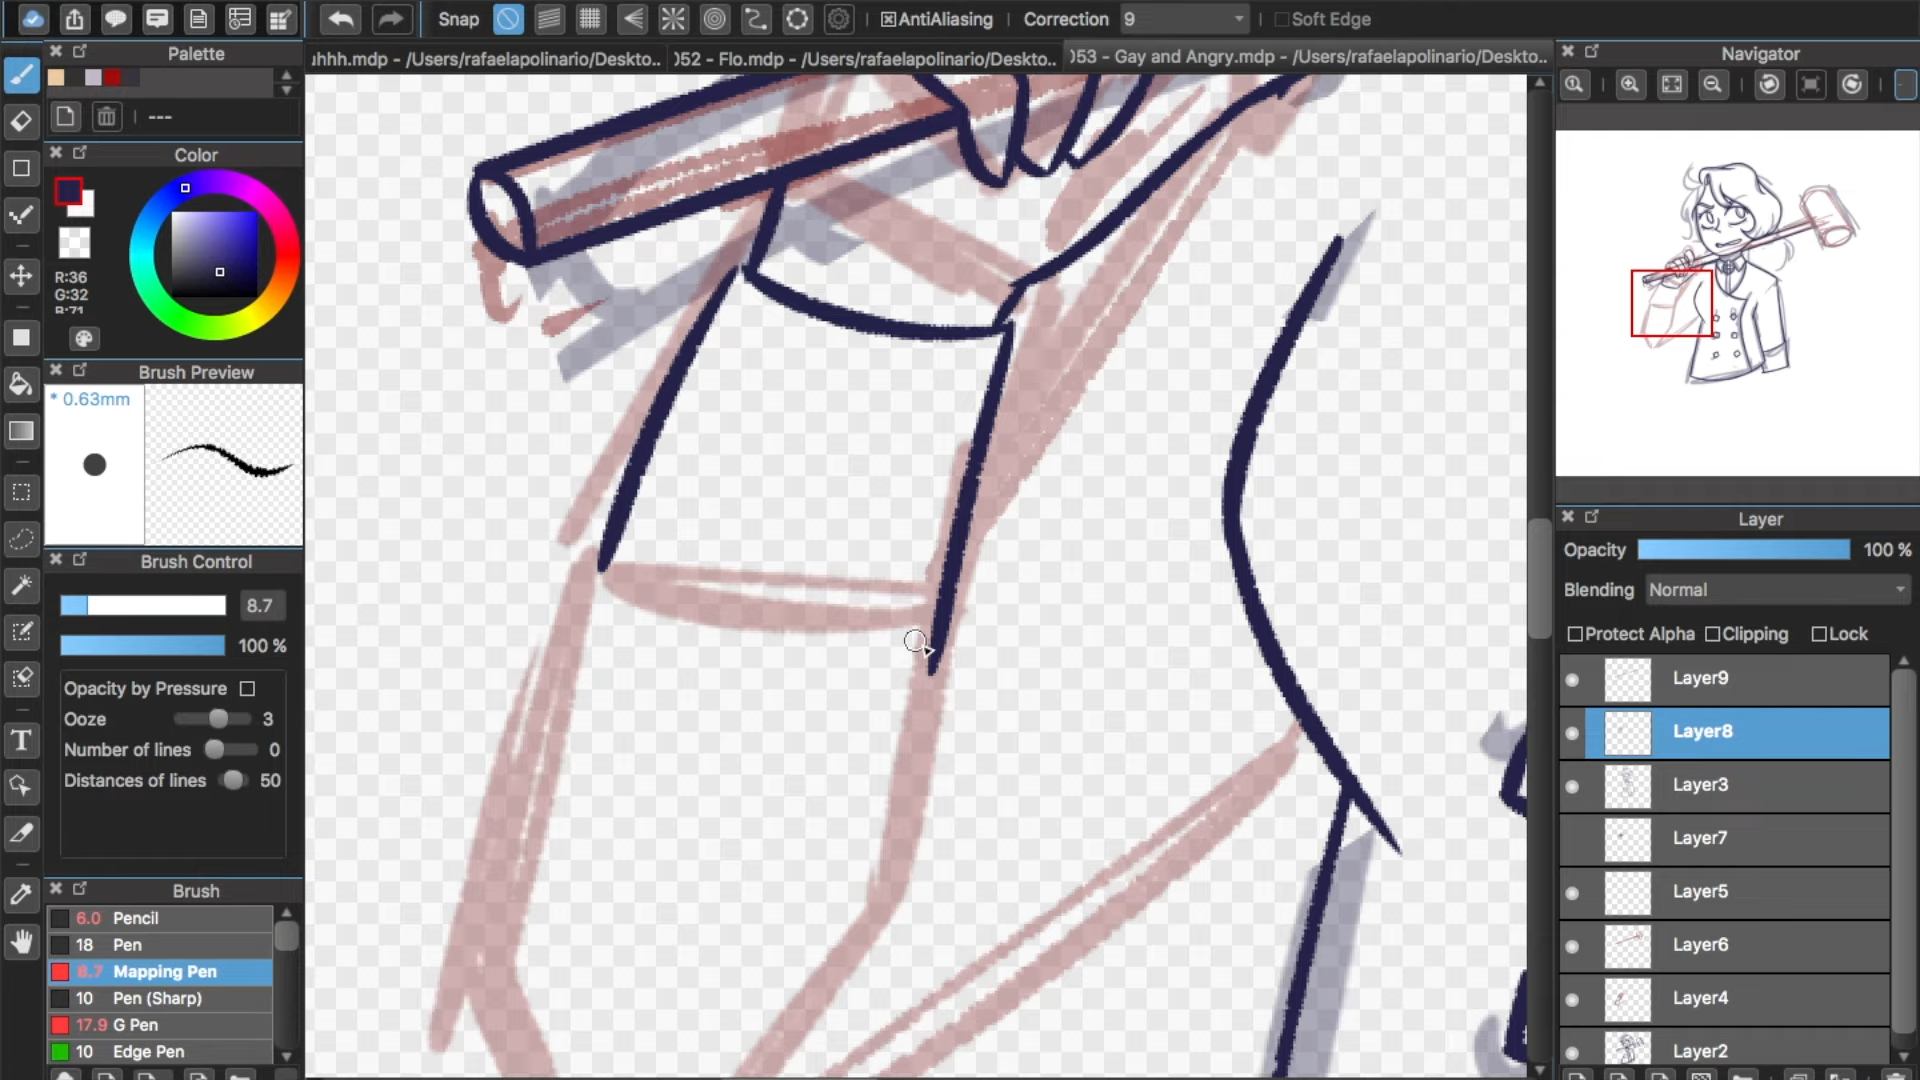 Snap
AntiAliasing
Correction
9
Soft Edge
uhhh.mdp - /Users/rafaelapolinario/Deskto..
)52 - Flo.mdp - /Users/rafaelapolinario/Deskto..
)53 - Gay and Angry.mdp - /Users/rafaelapolinario/Deskto...
Palette
---
Color
R:36
G:32
B:71
Brush Preview
* 0.63mm
Brush Control
8.7
100 %
Opacity by Pressure
Ooze 3
Number of lines 0
Distances of lines 50
Brush
6.0 Pencil
18 Pen
8.7 Mapping Pen
10 Pen (Sharp)
17.9 G Pen
10 Edge Pen
T
Navigator
Layer
Opacity 100 %
Blending Normal
Protect Alpha Clipping Lock
Layer9
Layer8
Layer3
Layer7
Layer5
Layer6
Layer4
Layer2